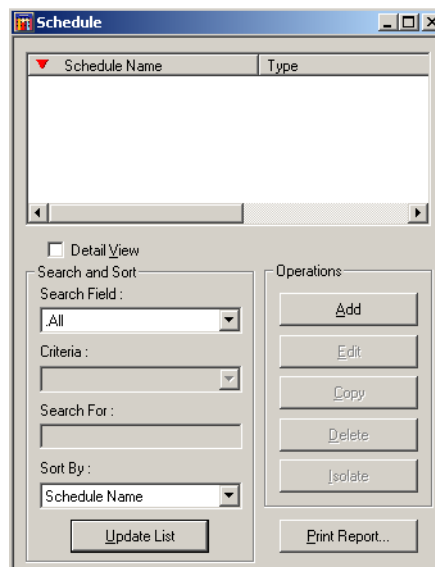 Schedule
Schedule Name Type
Detail View
Search and Sort
Search Field :
.All
Criteria :
Search For :
Sort By :
Schedule Name
Update List
Operations
Add
Edit
Copy
Delete
Isolate
Print Report...